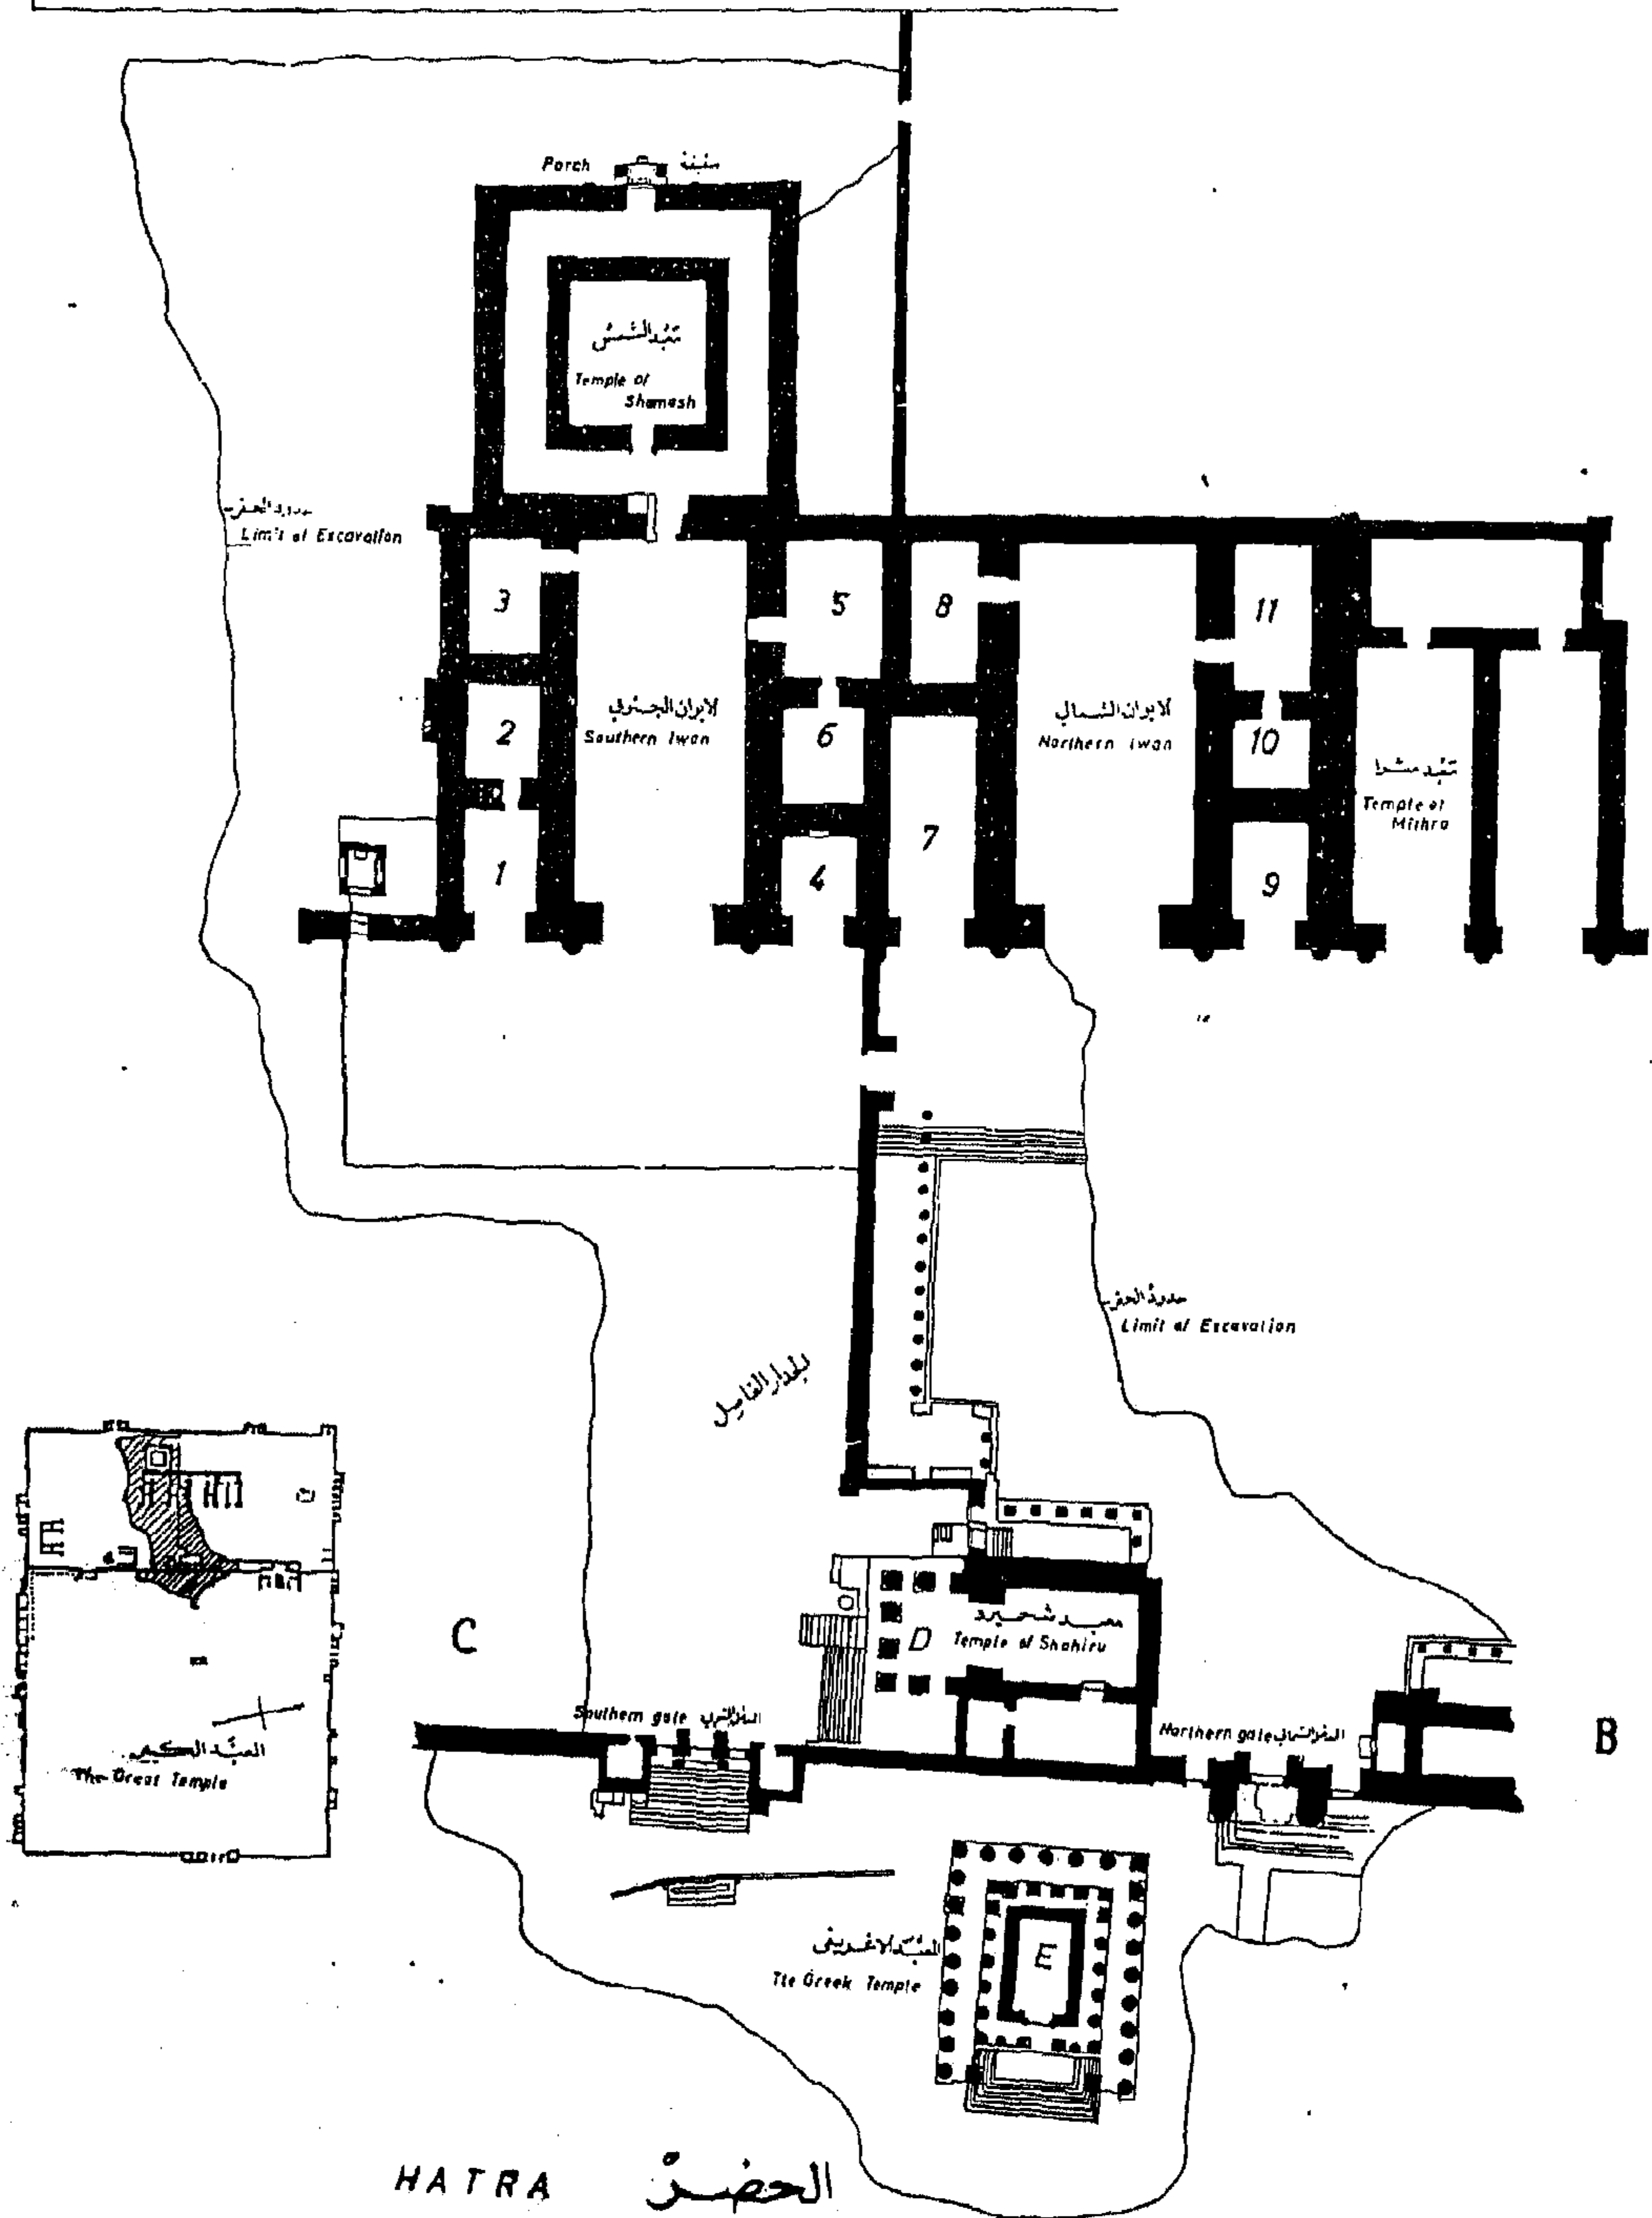 Porch
معبد الشمس
Temple of
Shamash
حدود الحفر
Limit of Excavation
3
5
8
11
2
الايوان الجنوبي
Southern Iwan
6
الايوان الشمالي
Northern Iwan
10
معبد مثرا
Temple of
Mithra
1
4
7
9
حدود الحفر
Limit of Excavation
الجدار الفاصل
C
معبد شحيرو
D Temple of Shahiru
Southern gate
Northern gate
B
المعبد الكبير
The Great Temple
المعبد الاغريقي
The Greek Temple
E
HATRA الحضر